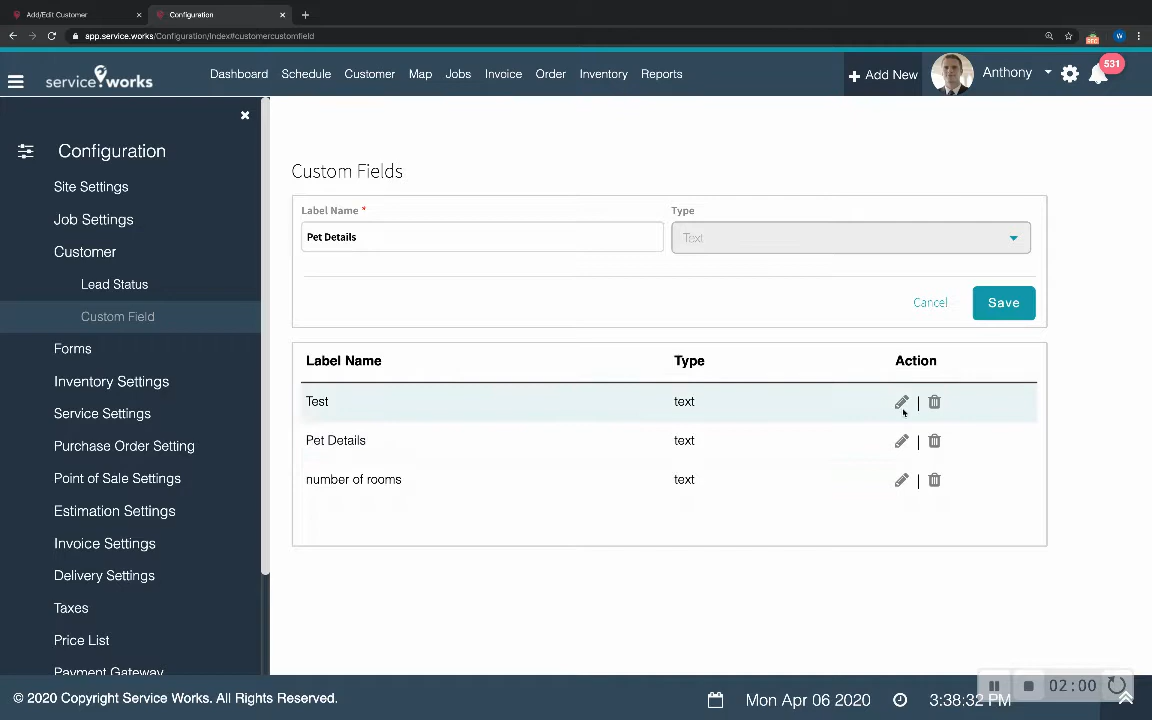 Add/Edit Customer
Configuration
app.service.works/Configuration/Index#customercustomfield
service works
Dashboard
Schedule
Customer
Map
Jobs
Invoice
Order
Inventory
Reports
Add New
Anthony
531
Configuration
Site Settings
Job Settings
Customer
Lead Status
Custom Field
Forms
Inventory Settings
Service Settings
Purchase Order Setting
Point of Sale Settings
Estimation Settings
Invoice Settings
Delivery Settings
Taxes
Price List
Payment Gateway
Custom Fields
Label Name *
Type
Pet Details
Text
Cancel
Save
Label Name Type Action
Test text |
Pet Details text |
number of rooms text |
© 2020 Copyright Service Works. All Rights Reserved.
Mon Apr 06 2020
3:38:32 PM
02:00